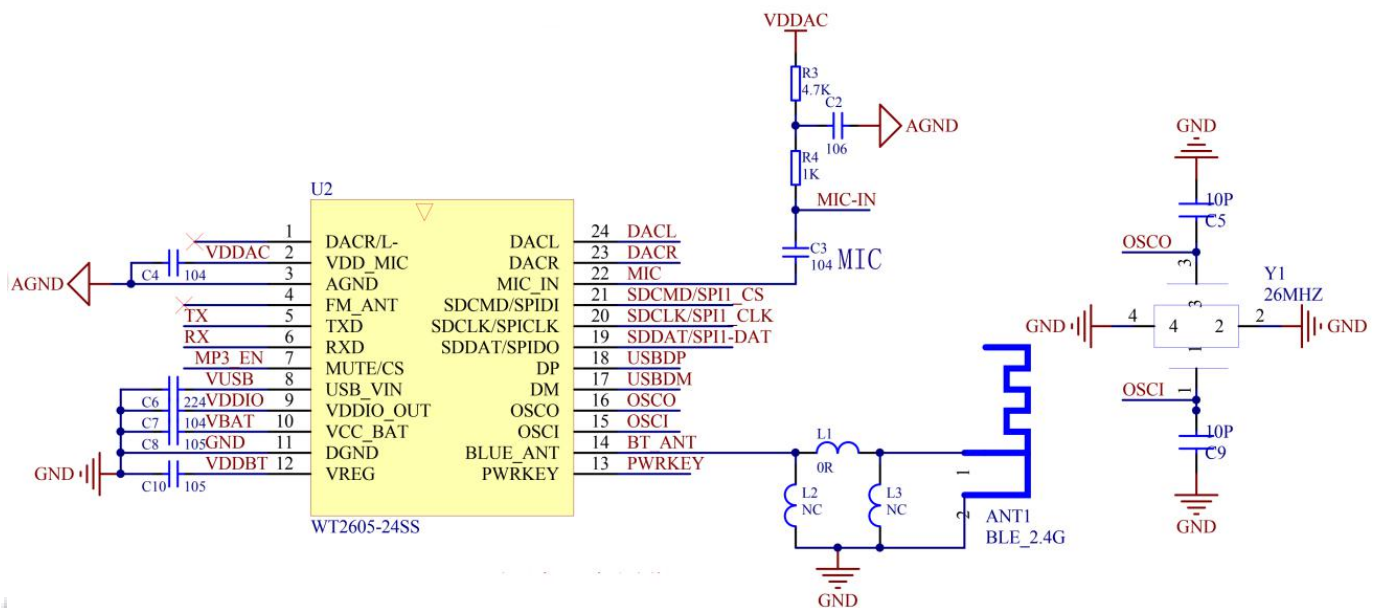 VDDAC
R3
4.7K
C2
106
AGND
R4
1K
MIC-IN
C3
104
MIC
U2
WT2605-24SS
1 DACR/L-
VDDAC 2 VDD_MIC
3 AGND
4 FM_ANT
TX 5 TXD
RX 6 RXD
MP3_EN 7 MUTE/CS
VUSB 8 USB_VIN
VDDIO 9 VDDIO_OUT
VBAT 10 VCC_BAT
GND 11 DGND
VDDBT 12 VREG
DACL 24 DACL
DACR 23 DACR
MIC_IN 22 MIC
SDCMD/SPIDI 21 SDCMD/SPI1_CS
SDCLK/SPICLK 20 SDCLK/SPI1_CLK
SDDAT/SPIDO 19 SDDAT/SPI1-DAT
DP 18 USBDP
DM 17 USBDM
OSCO 16 OSCO
OSCI 15 OSCI
BLUE_ANT 14 BT_ANT
PWRKEY 13 PWRKEY
AGND
C4 104
C6 224
C7 104
C8 105
GND
C10 105
L1
0R
L2
NC
L3
NC
1
2
ANT1
BLE_2.4G
GND
GND
10P
C5
OSCO
3
3
Y1
26MHZ
GND 4 4 2 2 GND
1
1
OSCI
10P
C9
GND